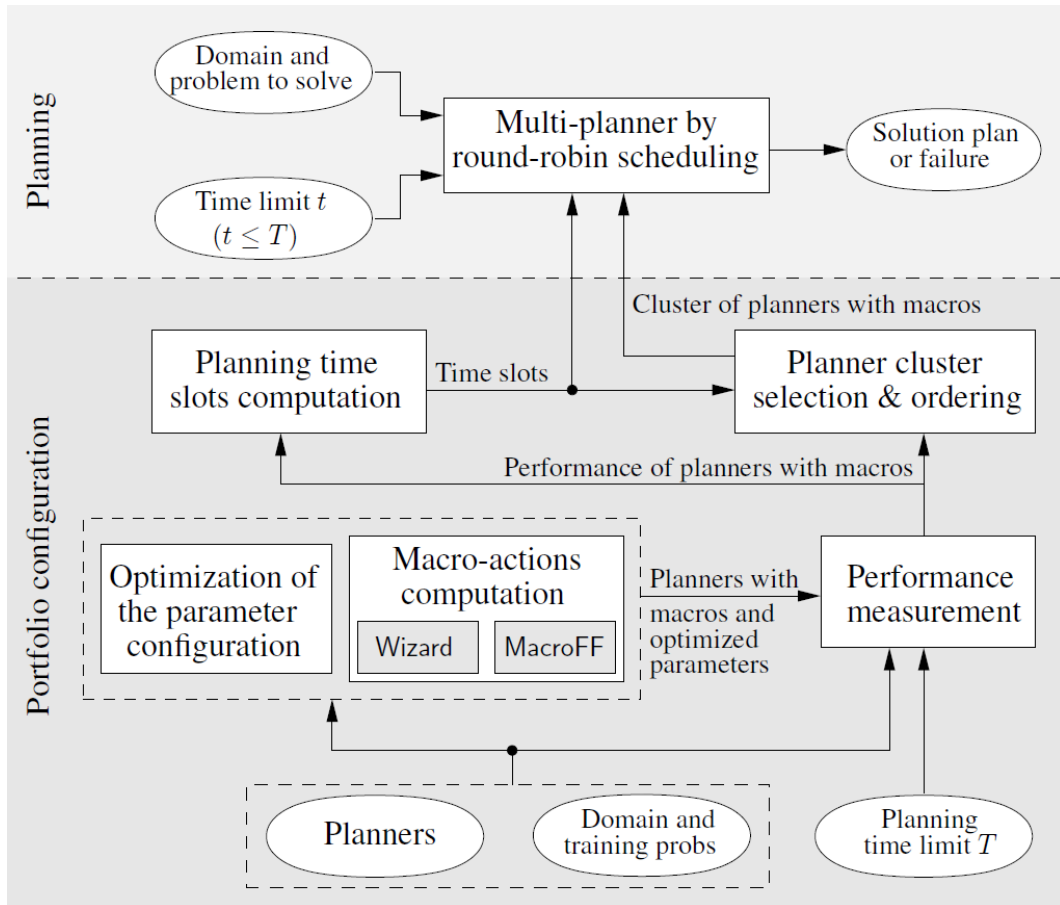 Planning
Domain and
problem to solve
Time limit t
(t ≤ T)
Multi-planner by
round-robin scheduling
Solution plan
or failure
Portfolio configuration
Cluster of planners with macros
Planning time
slots computation
Time slots
Planner cluster
selection & ordering
Performance of planners with macros
Optimization of
the parameter
configuration
Macro-actions
computation
Wizard
MacroFF
Planners with
macros and
optimized
parameters
Performance
measurement
Planners
Domain and
training probs
Planning
time limit T